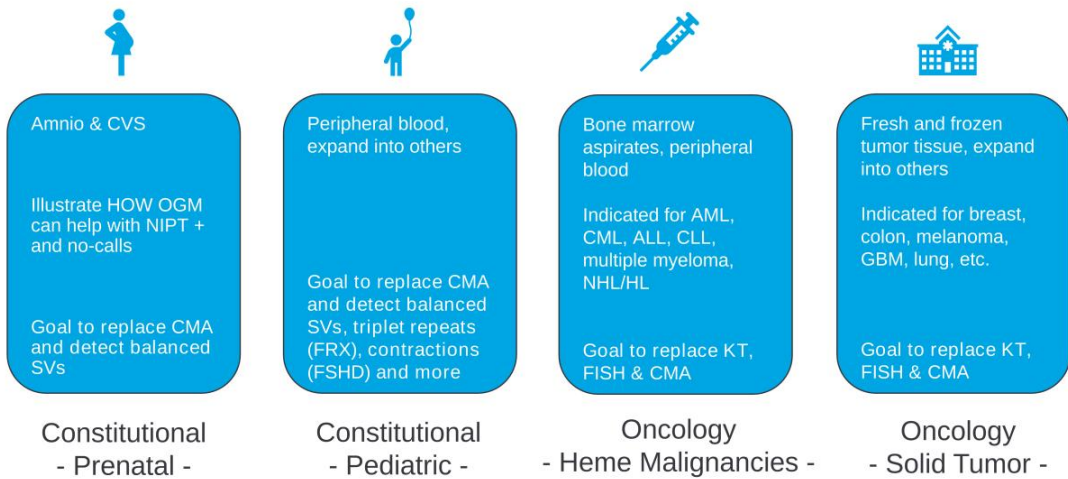 Amnio & CVS
Illustrate HOW OGM
can help with NIPT +
and no-calls
Goal to replace CMA
and detect balanced
SVs
Constitutional
- Prenatal -
Peripheral blood,
expand into others
Goal to replace CMA
and detect balanced
SVs, triplet repeats
(FRX), contractions
(FSHD) and more
Constitutional
- Pediatric -
Bone marrow
aspirates, peripheral
blood
Indicated for AML,
CML, ALL, CLL,
multiple myeloma,
NHL/HL
Goal to replace KT,
FISH & CMA
Oncology
- Heme Malignancies -
Fresh and frozen
tumor tissue, expand
into others
Indicated for breast,
colon, melanoma,
GBM, lung, etc.
Goal to replace KT,
FISH & CMA
Oncology
- Solid Tumor -